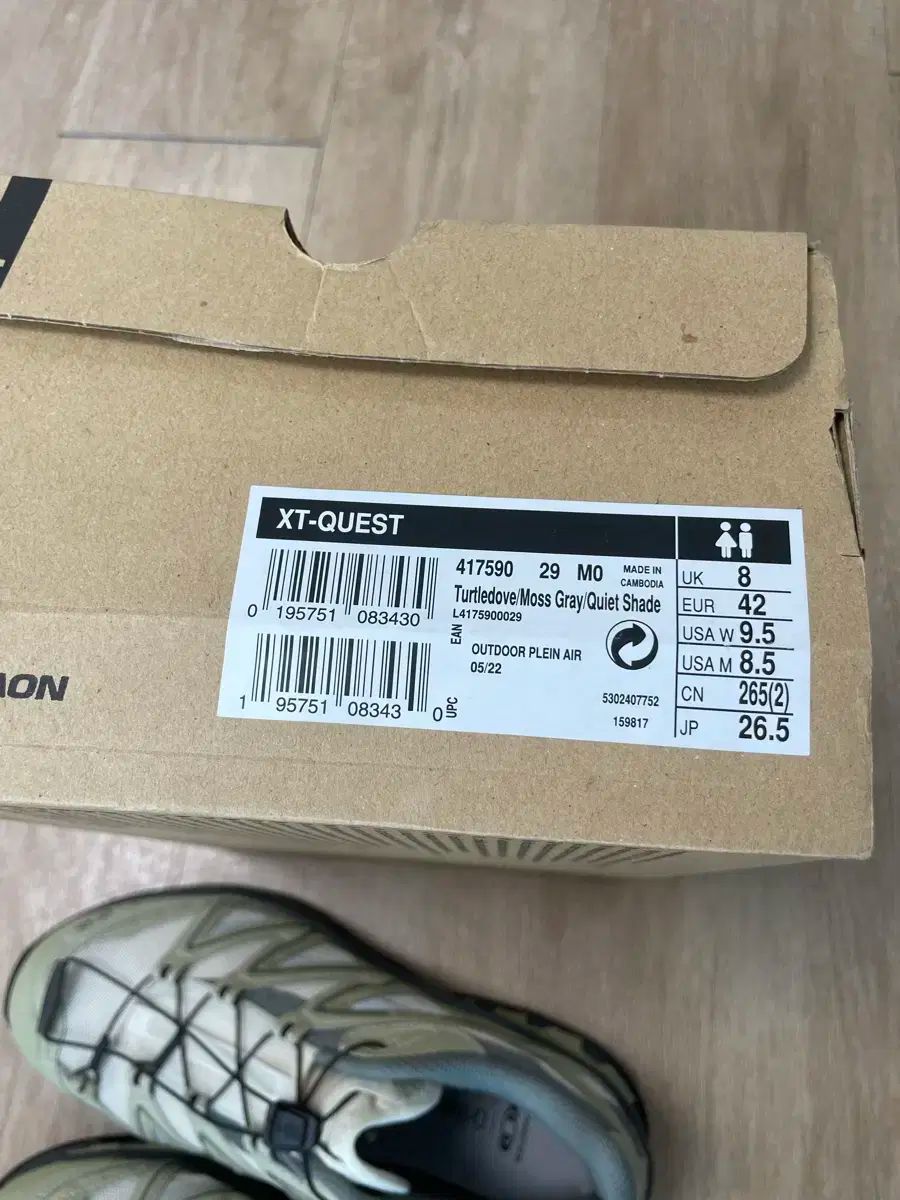 XT-QUEST
417590 29 M0 MADE IN CAMBODIA
Turtledove/Moss Gray/Quiet Shade
L4175900029
0 195751 083430
EAN
OUTDOOR PLEIN AIR
05/22
1 95751 08343 0
UPC
5302407752
159817
UK 8
EUR 42
USA W 9.5
USA M 8.5
CN 265(2)
JP 26.5
ON